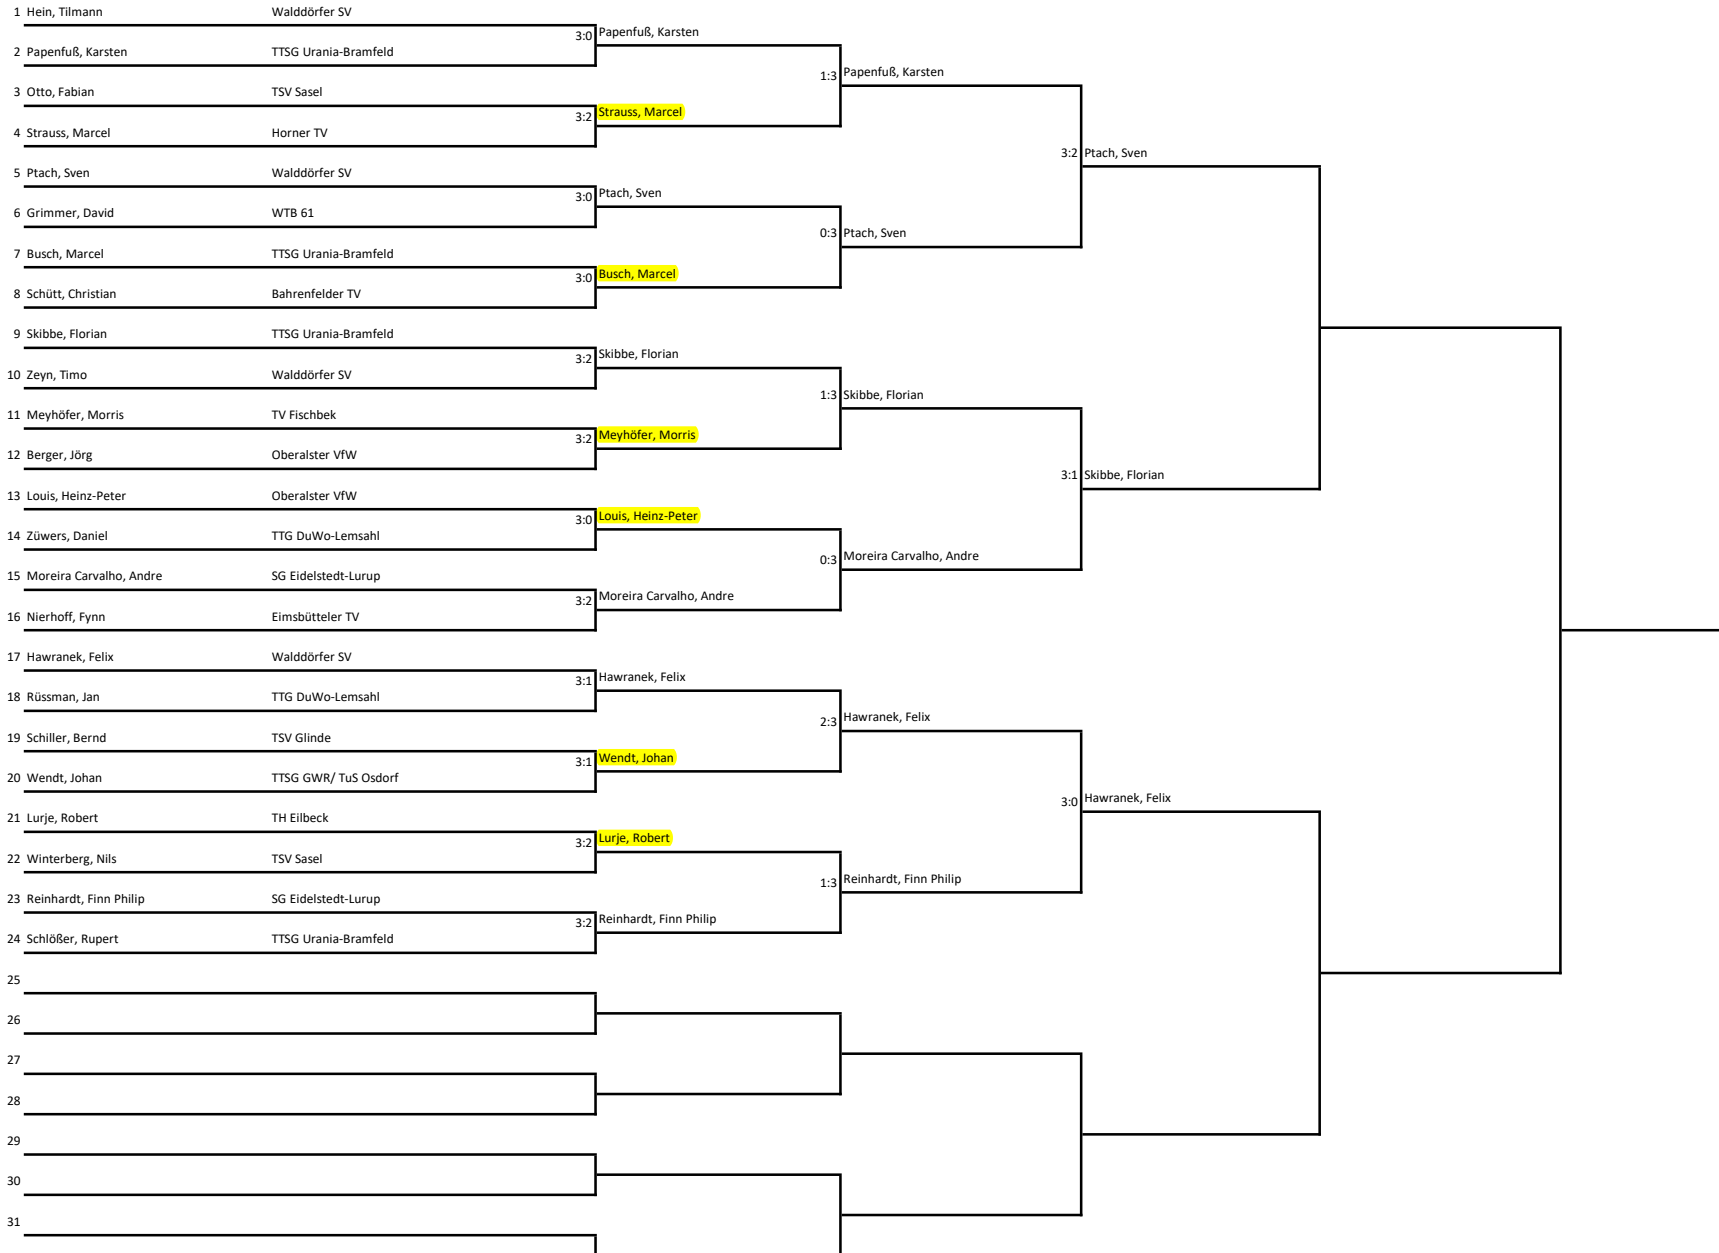 1 Hein, Tilmann Walddörfer SV
3:0 Papenfuß, Karsten
2 Papenfuß, Karsten TTSG Urania-Bramfeld
1:3 Papenfuß, Karsten
3 Otto, Fabian TSV Sasel
3:2 Strauss, Marcel
4 Strauss, Marcel Horner TV
3:2 Ptach, Sven
5 Ptach, Sven Walddörfer SV
3:0 Ptach, Sven
6 Grimmer, David WTB 61
0:3 Ptach, Sven
7 Busch, Marcel TTSG Urania-Bramfeld
3:0 Busch, Marcel
8 Schütt, Christian Bahrenfelder TV
9 Skibbe, Florian TTSG Urania-Bramfeld
3:2 Skibbe, Florian
10 Zeyn, Timo Walddörfer SV
1:3 Skibbe, Florian
11 Meyhöfer, Morris TV Fischbek
3:2 Meyhöfer, Morris
12 Berger, Jörg Oberalster VfW
3:1 Skibbe, Florian
13 Louis, Heinz-Peter Oberalster VfW
3:0 Louis, Heinz-Peter
14 Züwers, Daniel TTG DuWo-Lemsahl
0:3 Moreira Carvalho, Andre
15 Moreira Carvalho, Andre SG Eidelstedt-Lurup
3:2 Moreira Carvalho, Andre
16 Nierhoff, Fynn Eimsbütteler TV
17 Hawranek, Felix Walddörfer SV
3:1 Hawranek, Felix
18 Rüssman, Jan TTG DuWo-Lemsahl
2:3 Hawranek, Felix
19 Schiller, Bernd TSV Glinde
3:1 Wendt, Johan
20 Wendt, Johan TTSG GWR/ TuS Osdorf
3:0 Hawranek, Felix
21 Lurje, Robert TH Eilbeck
3:2 Lurje, Robert
22 Winterberg, Nils TSV Sasel
1:3 Reinhardt, Finn Philip
23 Reinhardt, Finn Philip SG Eidelstedt-Lurup
3:2 Reinhardt, Finn Philip
24 Schlößer, Rupert TTSG Urania-Bramfeld
25
26
27
28
29
30
31